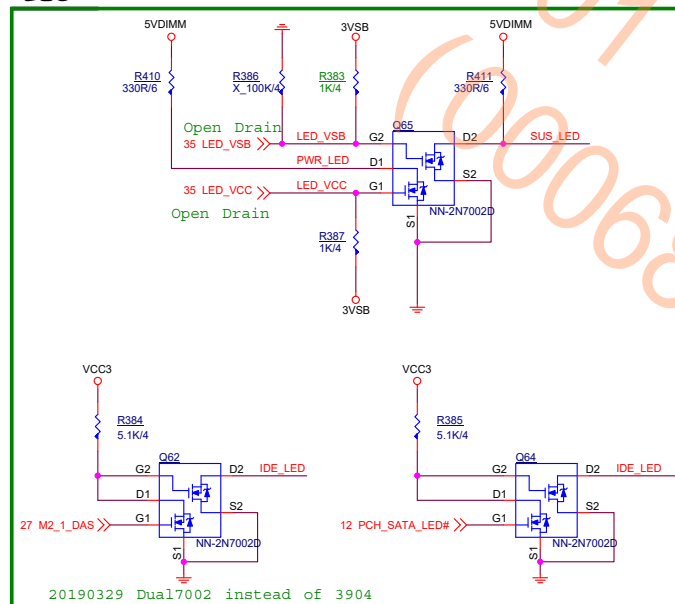 5VDIMM
3VSB
5VDIMM
R410
330R/6
R386
X_100K/4
R383
1K/4
R411
330R/6
Q65
Open Drain
35 LED_VSB
LED_VSB
G2
D2
SUS_LED
PWR_LED
D1
S2
35 LED_VCC
LED_VCC
G1
NN-2N7002D
S1
Open Drain
R387
1K/4
3VSB
VCC3
VCC3
R384
5.1K/4
R385
5.1K/4
Q62
Q64
G2
D2
IDE_LED
G2
D2
IDE_LED
D1
S2
D1
S2
27 M2_1_DAS
G1
12 PCH_SATA_LED#
G1
S1
NN-2N7002D
S1
NN-2N7002D
20190329 Dual7002 instead of 3904